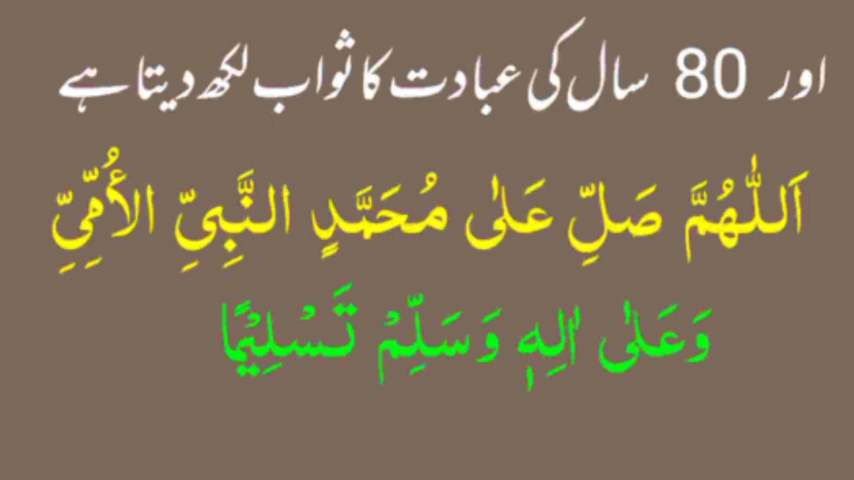 اور 80 سال کی عبادت کا ثواب لکھ دیتا ہے
اَللّٰهُمَّ صَلِّ عَلٰى مُحَمَّدٍ النَّبِيِّ الأُمِّيِّ
وَعَلٰى اٰلِهٖ وَسَلِّمْ تَسْلِيْمًا